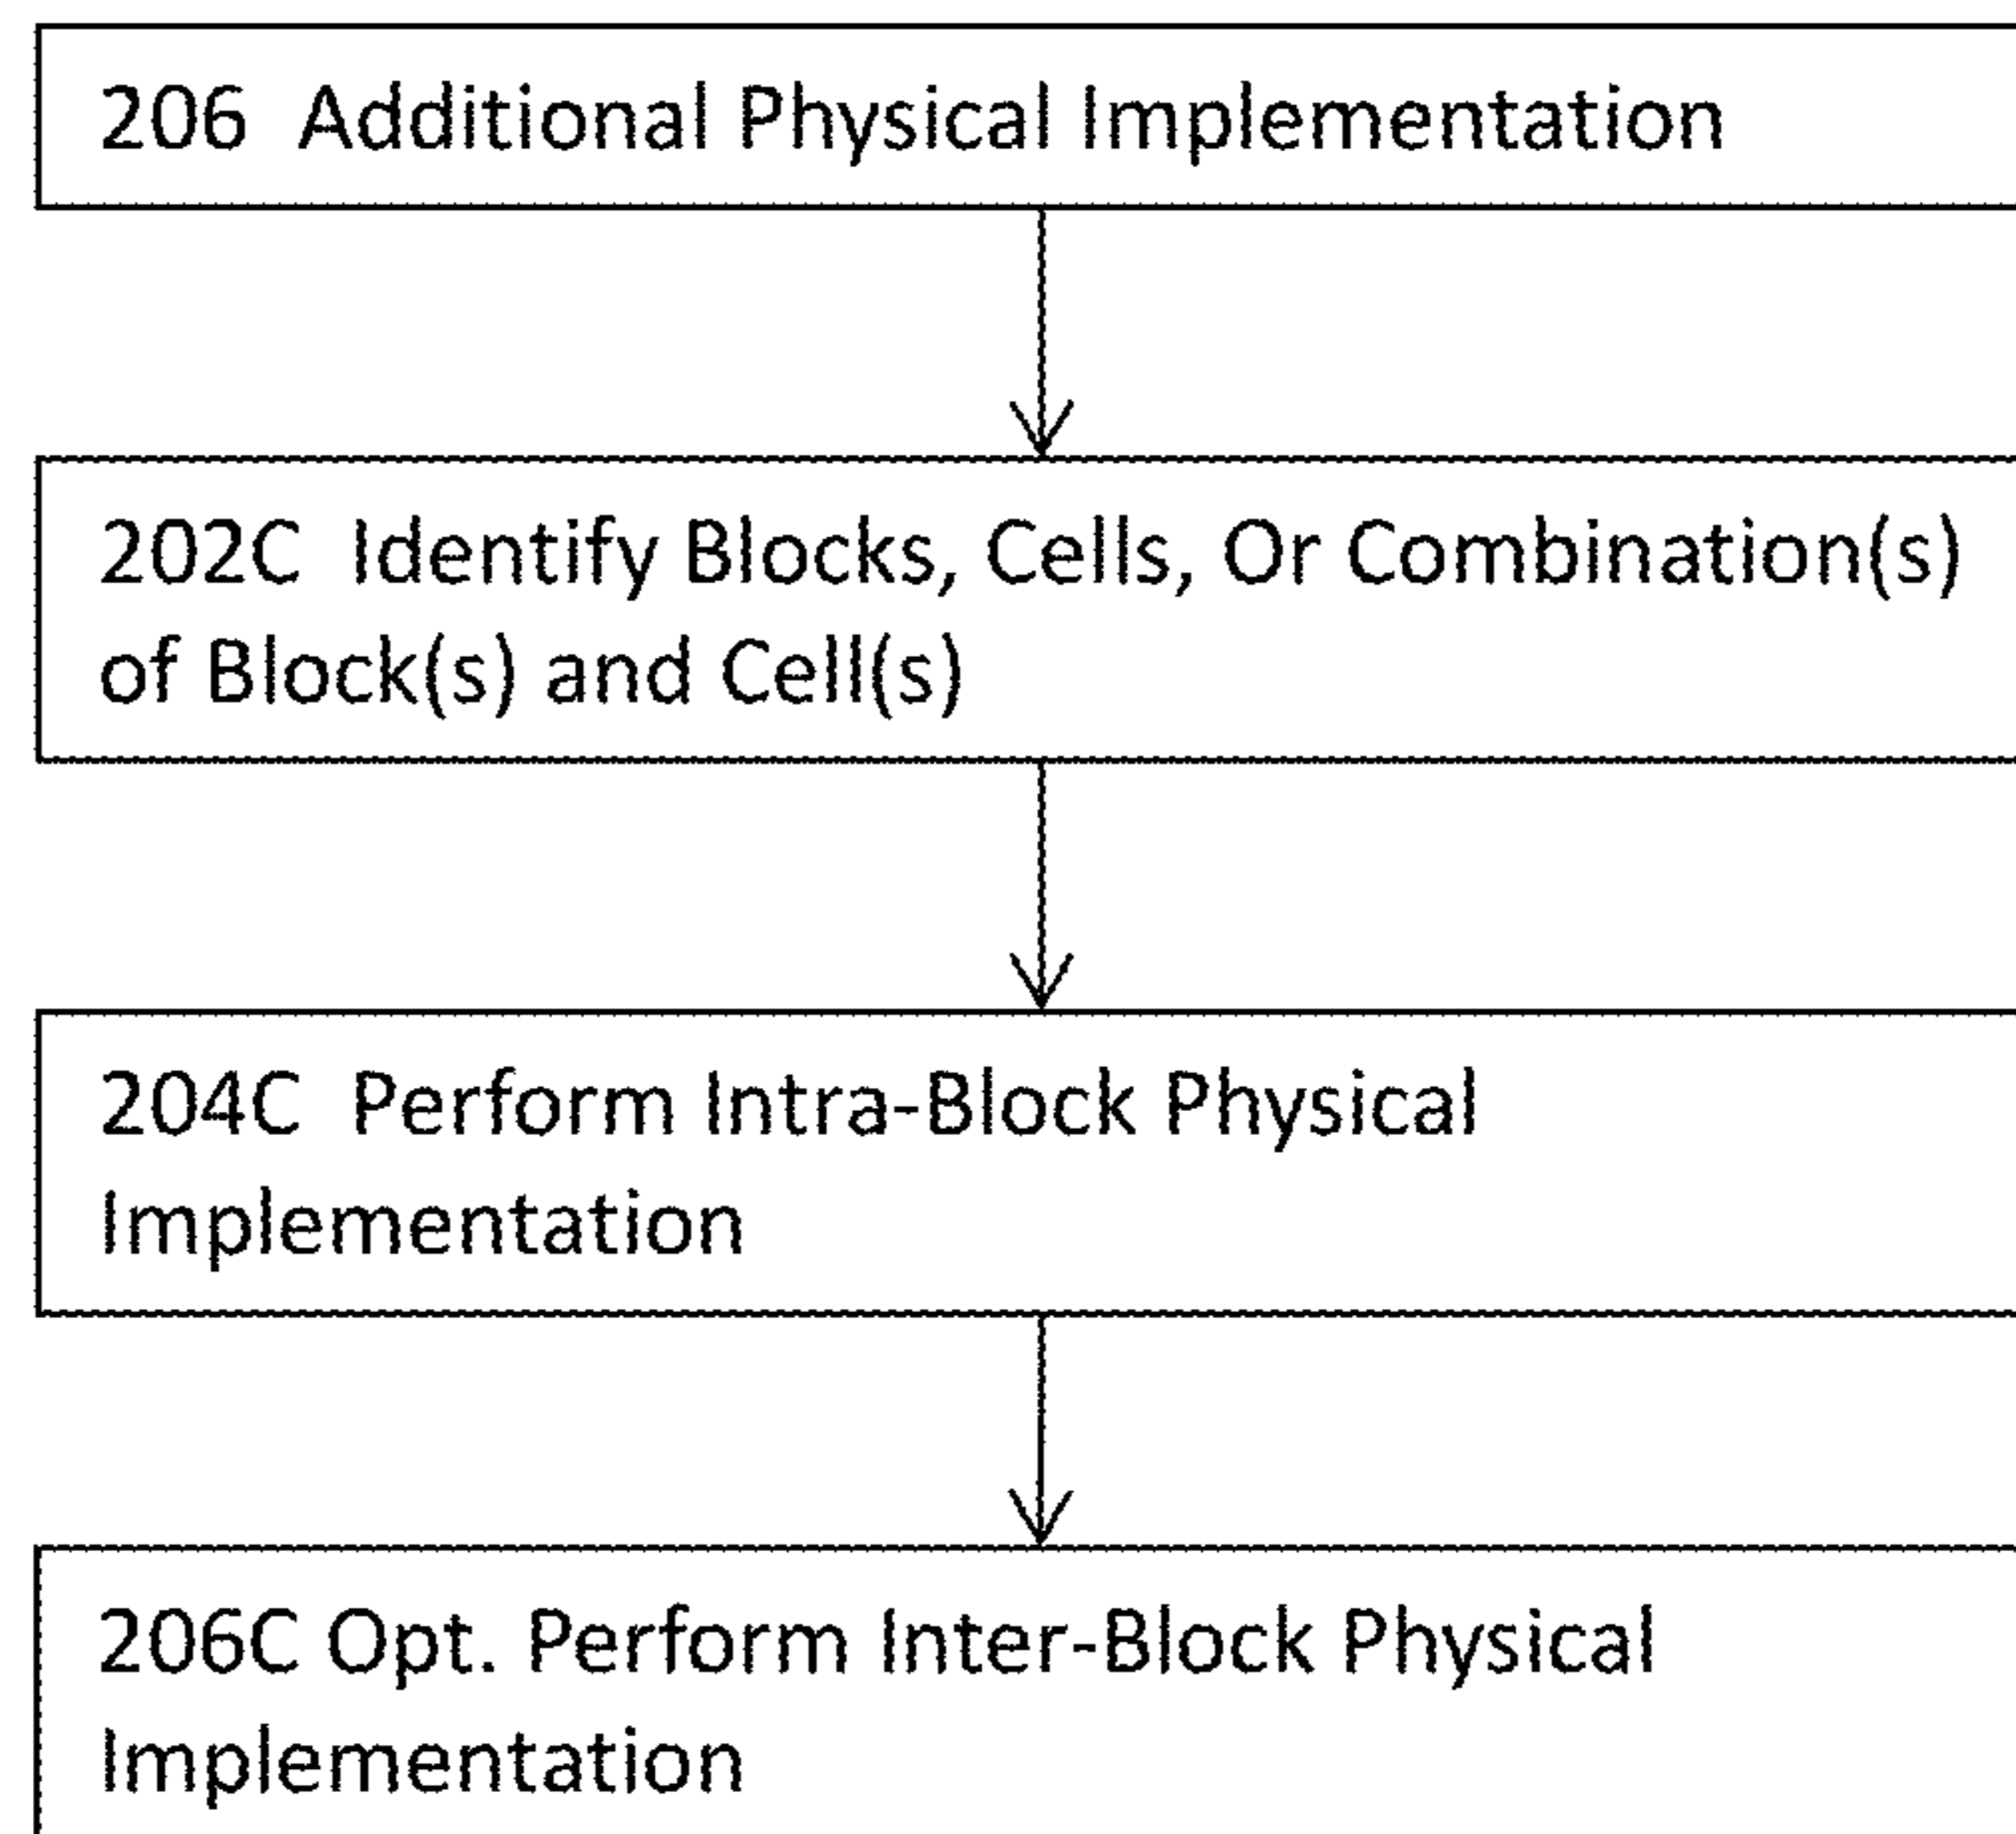 206 Additional Physical Implementation
202C Identify Blocks, Cells, Or Combination(s)
of Block(s) and Cell(s)
204C Perform Intra-Block Physical
Implementation
206C Opt. Perform Inter-Block Physical
Implementation